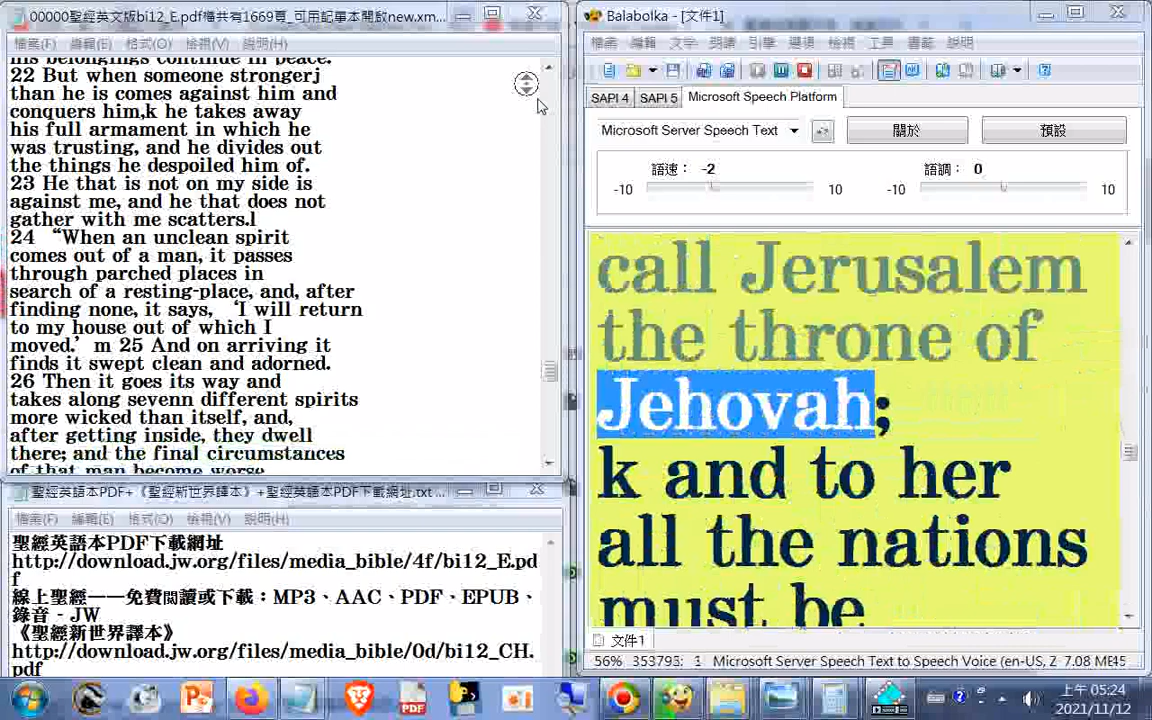 00000聖經英文版bi12_E.pdf檔共有1669頁_可用記事本開啟new.xm...
檔案(F) 編輯(E) 格式(O) 檢視(V) 說明(H)
his belongings continue in peace.
22 But when someone strongerj
than he is comes against him and
conquers him,k he takes away
his full armament in which he
was trusting, and he divides out
the things he despoiled him of.
23 He that is not on my side is
against me, and he that does not
gather with me scatters.l
24 “When an unclean spirit
comes out of a man, it passes
through parched places in
search of a resting-place, and, after
finding none, it says, ‘I will return
to my house out of which I
moved.’ m 25 And on arriving it
finds it swept clean and adorned.
26 Then it goes its way and
takes along sevenn different spirits
more wicked than itself, and,
after getting inside, they dwell
there; and the final circumstances
of that man become worse
聖經英語本PDF+《聖經新世界譯本》+聖經英語本PDF下載網址.txt ...
檔案(F) 編輯(E) 格式(O) 檢視(V) 說明(H)
聖經英語本PDF下載網址
http://download.jw.org/files/media_bible/4f/bi12_E.pd
f
線上聖經——免費閱讀或下載：MP3、AAC、PDF、EPUB、
錄音 - JW
《聖經新世界譯本》
http://download.jw.org/files/media_bible/0d/bi12_CH.
pdf
Balabolka - [文件1]
檔案 編輯 文字 朗讀 引擎 選項 檢視 工具 書籤 說明
SAPI 4 SAPI 5 Microsoft Speech Platform
Microsoft Server Speech Text 關於 預設
語速： -2 語調： 0
-10 10 -10 10
call Jerusalem
the throne of
Jehovah;
k and to her
all the nations
must be
文件1
56% 353793: 1 Microsoft Server Speech Text to Speech Voice (en-US, Z 7.08 ME45
上午 05:24
2021/11/12